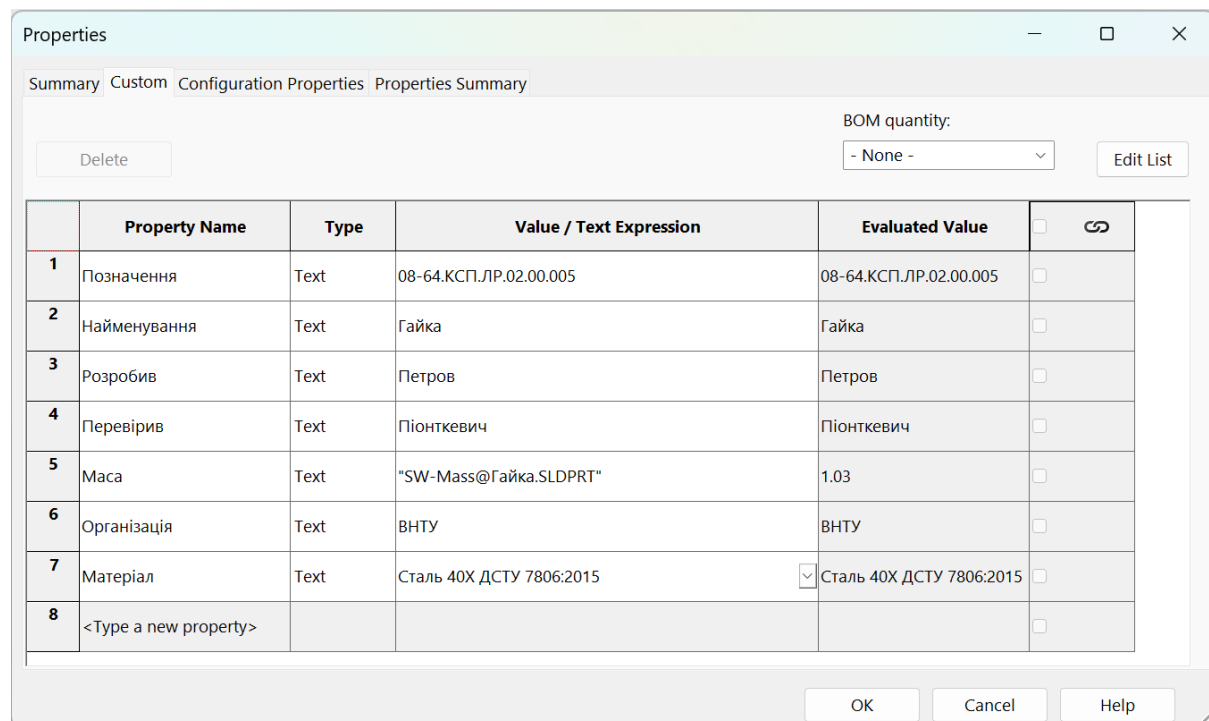 Properties
Summary Custom Configuration Properties Properties Summary
BOM quantity:
Delete - None - Edit List
Property Name Type Value / Text Expression Evaluated Value
1 Позначення Text 08-64.КСП.ЛР.02.00.005 08-64.КСП.ЛР.02.00.005
2 Найменування Text Гайка Гайка
3 Розробив Text Петров Петров
4 Перевірив Text Піонткевич Піонткевич
5 Маса Text "SW-Mass@Гайка.SLDPRT" 1.03
6 Організація Text ВНТУ ВНТУ
7 Матеріал Text Сталь 40Х ДСТУ 7806:2015 Сталь 40Х ДСТУ 7806:2015
8 <Type a new property>
OK Cancel Help